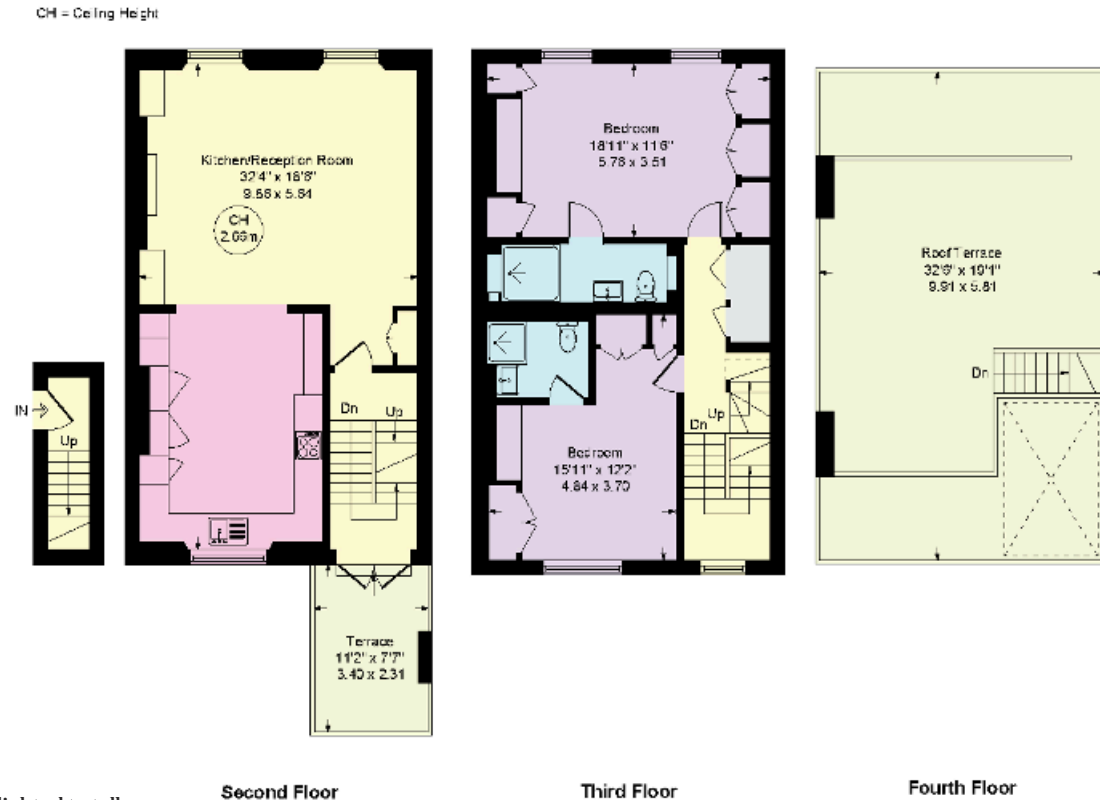 CH = Ceiling Height
Kitchen/Reception Room
32'4" x 18'6"
9.86 x 5.64
CH
2.66m
IN
Up
Dn
Up
Terrace
11'2" x 7'7"
3.40 x 2.31
Second Floor
Bedroom
18'11" x 11'6"
5.76 x 3.51
Up
Dn
Bedroom
15'11" x 12'2"
4.84 x 3.70
Third Floor
Roof Terrace
32'6" x 19'1"
9.91 x 5.81
Dn
Fourth Floor